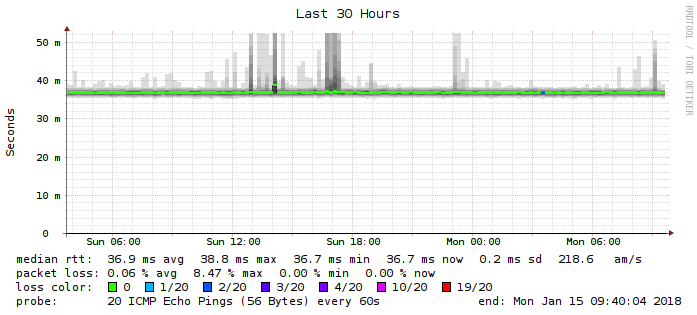 Last 30 Hours
RRDTOOL / TOBI OETIKER
Seconds
50 m
40 m
30 m
20 m
10 m
0
Sun 06:00 Sun 12:00 Sun 18:00 Mon 00:00 Mon 06:00
median rtt: 36.9 ms avg 38.8 ms max 36.7 ms min 36.7 ms now 0.2 ms sd 218.6 am/s
packet loss: 0.06 % avg 8.47 % max 0.00 % min 0.00 % now
loss color: 0 1/20 2/20 3/20 4/20 10/20 19/20
probe: 20 ICMP Echo Pings (56 Bytes) every 60s end: Mon Jan 15 09:40:04 2018